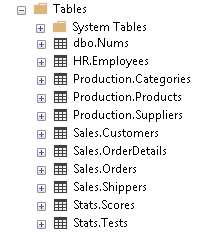 Tables
System Tables
dbo.Nums
HR.Employees
Production.Categories
Production.Products
Production.Suppliers
Sales.Customers
Sales.OrderDetails
Sales.Orders
Sales.Shippers
Stats.Scores
Stats.Tests